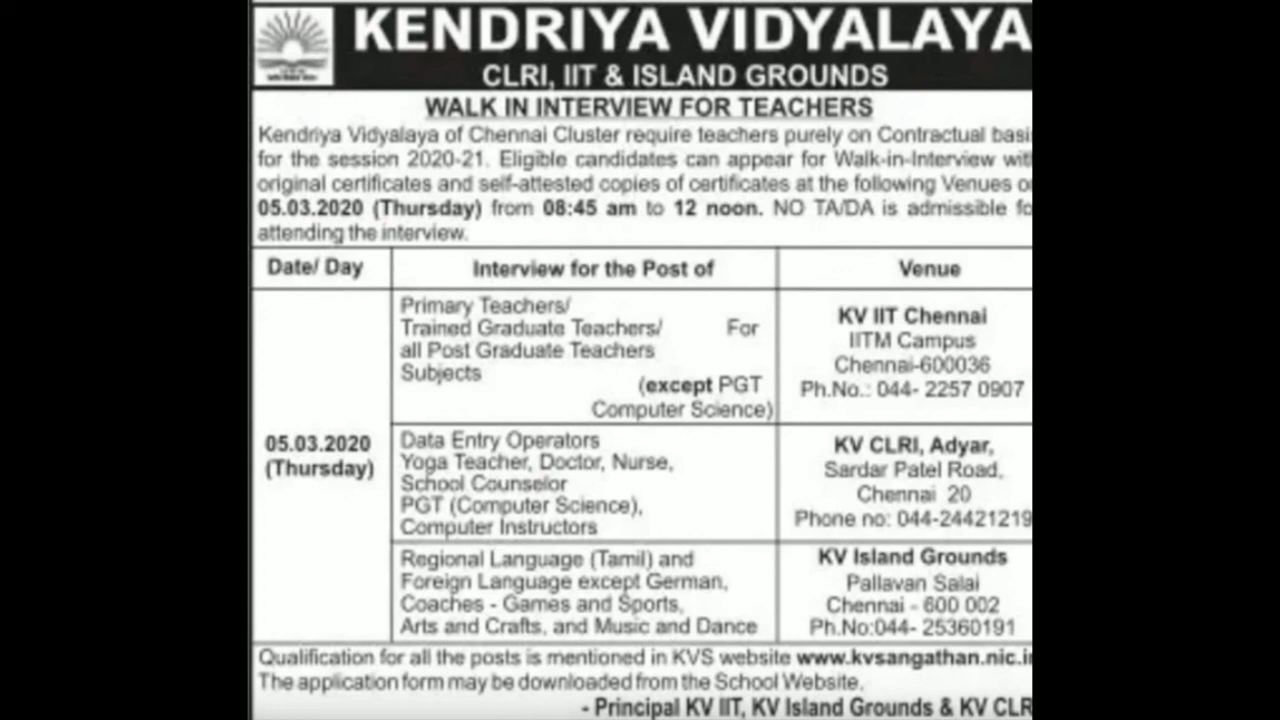 KENDRIYA VIDYALAYA
CLRI, IIT & ISLAND GROUNDS
WALK IN INTERVIEW FOR TEACHERS
Kendriya Vidyalaya of Chennai Cluster require teachers purely on Contractual basi
for the session 2020-21. Eligible candidates can appear for Walk-in-Interview wit
original certificates and self-attested copies of certificates at the following Venues o
05.03.2020 (Thursday) from 08:45 am to 12 noon. NO TA/DA is admissible fo
attending the interview.
Date/ Day Interview for the Post of Venue
05.03.2020
(Thursday)
Primary Teachers/
Trained Graduate Teachers/ For
all Post Graduate Teachers
Subjects
(except PGT
Computer Science)
KV IIT Chennai
IITM Campus
Chennai-600036
Ph.No.: 044- 2257 0907
Data Entry Operators
Yoga Teacher, Doctor, Nurse,
School Counselor
PGT (Computer Science),
Computer Instructors
KV CLRI, Adyar,
Sardar Patel Road,
Chennai 20
Phone no: 044-24421219
Regional Language (Tamil) and
Foreign Language except German,
Coaches - Games and Sports,
Arts and Crafts, and Music and Dance
KV Island Grounds
Pallavan Salai
Chennai - 600 002
Ph.No:044- 25360191
Qualification for all the posts is mentioned in KVS website www.kvsangathan.nic.i
The application form may be downloaded from the School Website.
- Principal KV IIT, KV Island Grounds & KV CLR